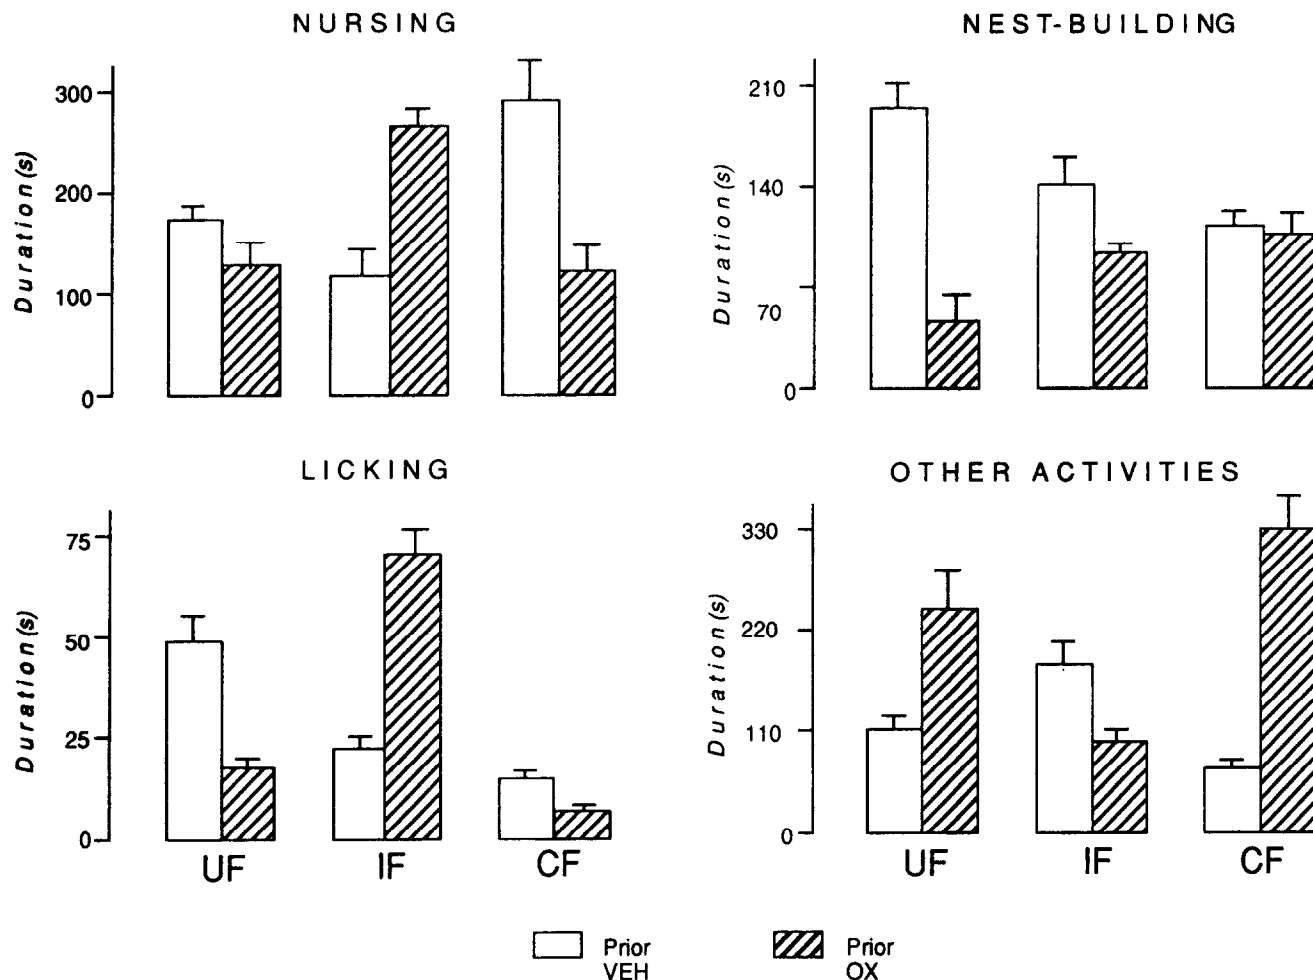 NURSING
Duration(s)
300
200
100
0
NEST-BUILDING
Duration(s)
210
140
70
0
LICKING
Duration(s)
75
50
25
0
UF IF CF
OTHER ACTIVITIES
Duration(s)
330
220
110
0
UF IF CF
Prior
VEH
Prior
OX